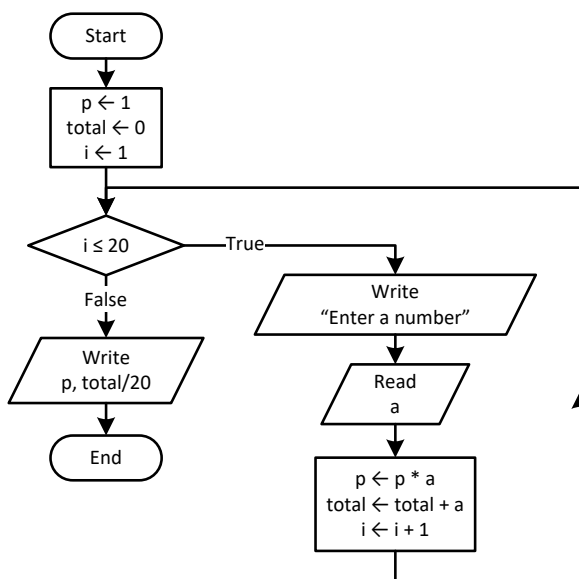 Start
p ← 1
total ← 0
i ← 1
i ≤ 20
True
False
Write
"Enter a number"
Write
p, total/20
Read
a
End
p ← p * a
total ← total + a
i ← i + 1